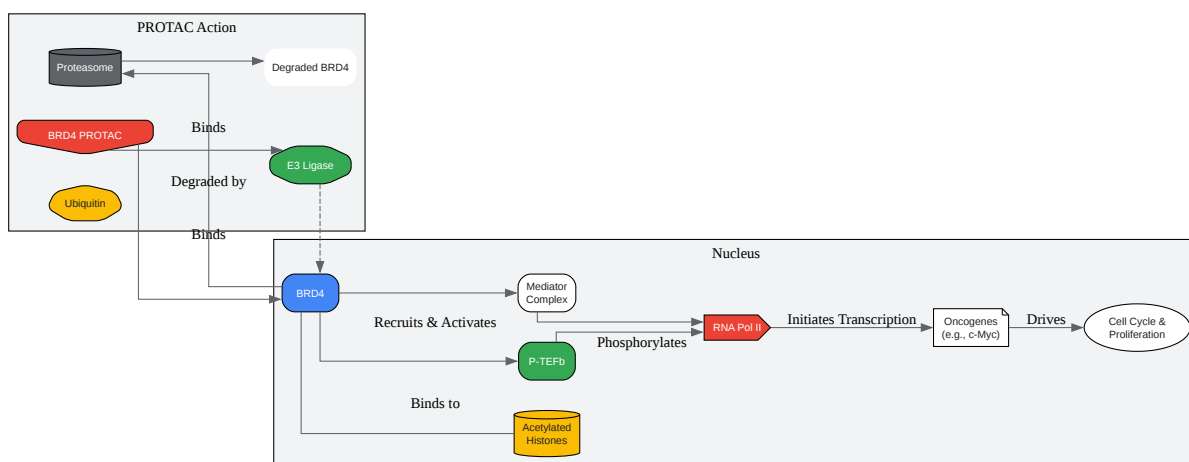 PROTAC Action
Proteasome
Degraded BRD4
BRD4 PROTAC
Binds
E3 Ligase
Degraded by
Ubiquitin
Binds
Nucleus
BRD4
Mediator
Complex
Recruits & Activates
RNA Pol II
Initiates Transcription
Oncogenes
(e.g., c-Myc)
Drives
Cell Cycle &
Proliferation
Phosphorylates
P-TEFb
Binds to
Acetylated
Histones